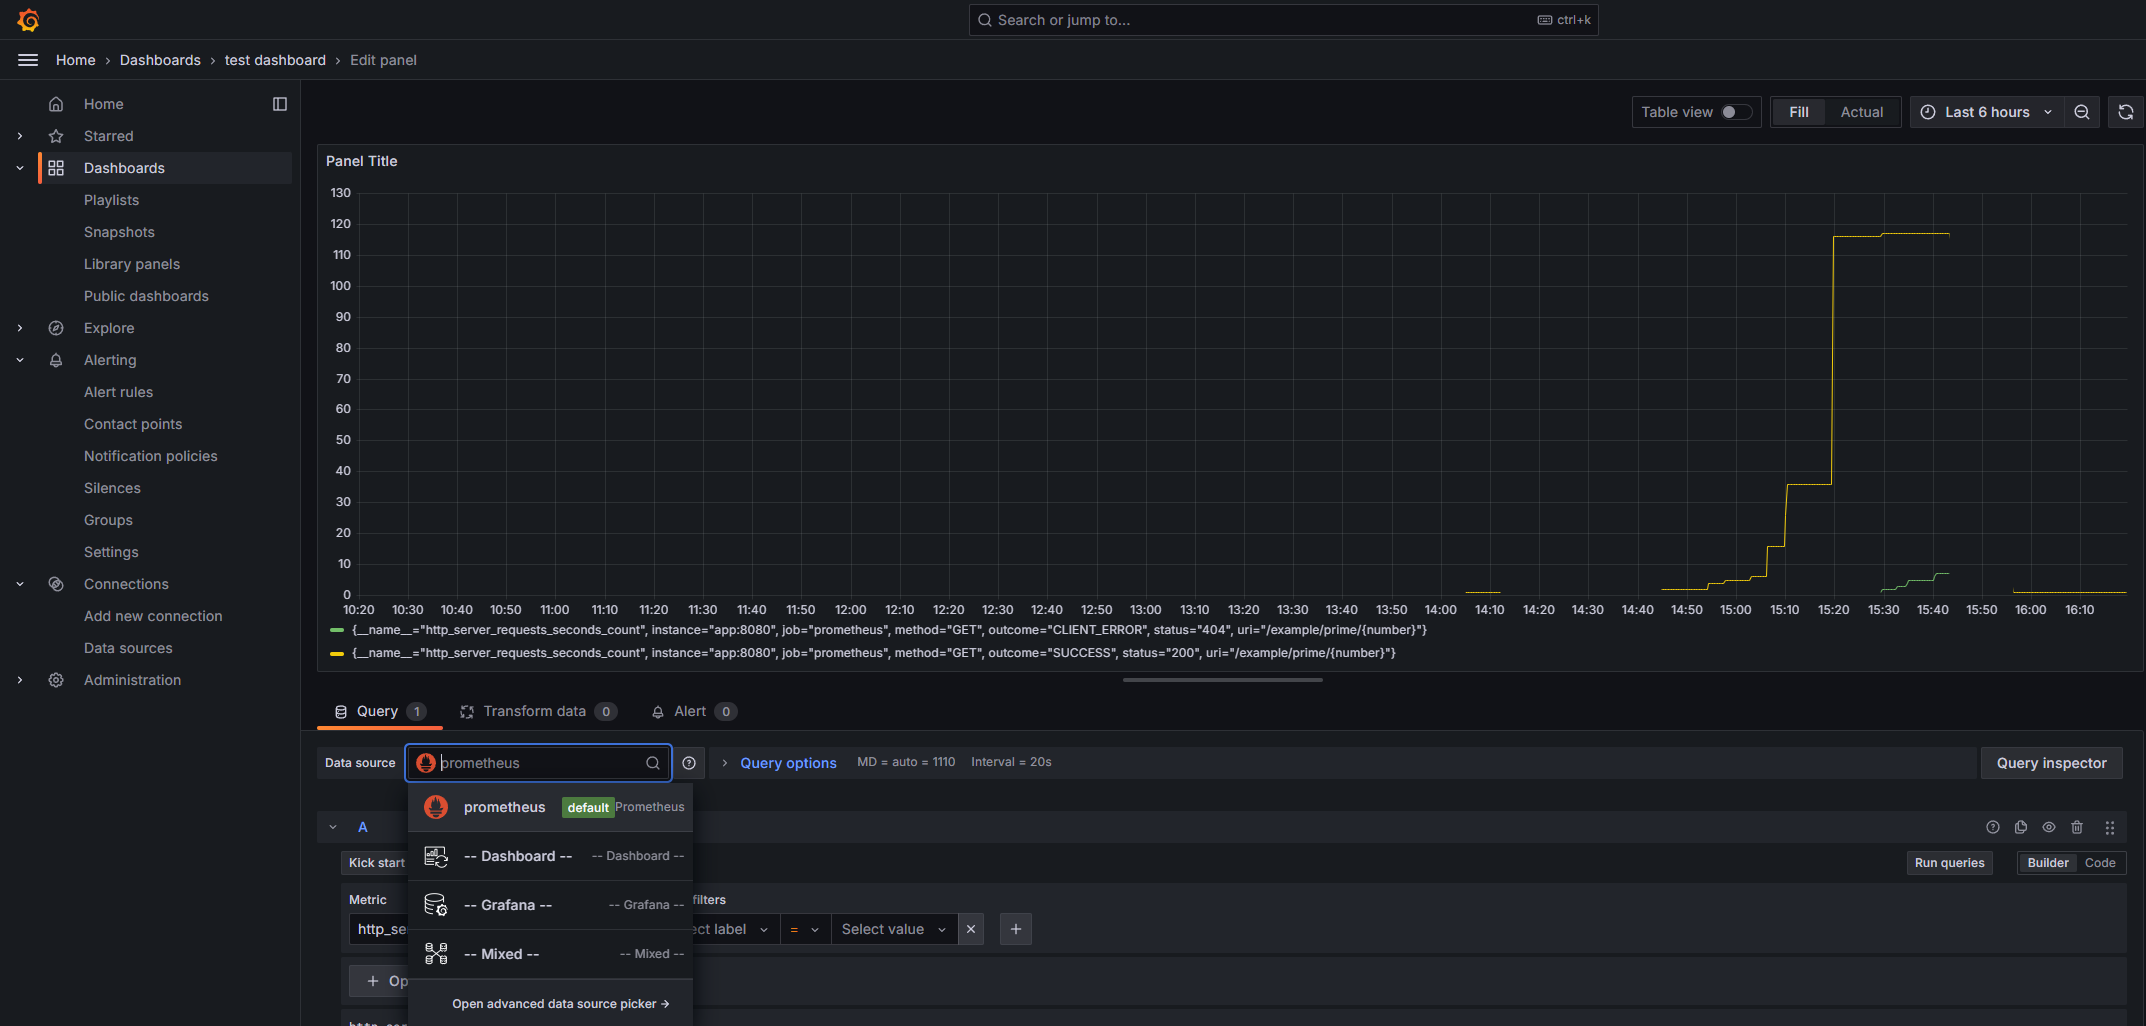 Search or jump to...
ctrl+k
Home › Dashboards › test dashboard › Edit panel
Home
Starred
Dashboards
Playlists
Snapshots
Library panels
Public dashboards
Explore
Alerting
Alert rules
Contact points
Notification policies
Silences
Groups
Settings
Connections
Add new connection
Data sources
Administration
Table view
Fill
Actual
Last 6 hours
Panel Title
130
120
110
100
90
80
70
60
50
40
30
20
10
0
10:20 10:30 10:40 10:50 11:00 11:10 11:20 11:30 11:40 11:50 12:00 12:10 12:20 12:30 12:40 12:50 13:00 13:10 13:20 13:30 13:40 13:50 14:00 14:10 14:20 14:30 14:40 14:50 15:00 15:10 15:20 15:30 15:40 15:50 16:00 16:10
{__name__="http_server_requests_seconds_count", instance="app:8080", job="prometheus", method="GET", outcome="CLIENT_ERROR", status="404", uri="/example/prime/{number}"}
{__name__="http_server_requests_seconds_count", instance="app:8080", job="prometheus", method="GET", outcome="SUCCESS", status="200", uri="/example/prime/{number}"}
Query 1
Transform data 0
Alert 0
Data source
prometheus
Query options
MD = auto = 1110
Interval = 20s
Query inspector
prometheus default Prometheus
-- Dashboard -- -- Dashboard --
-- Grafana -- -- Grafana --
-- Mixed -- -- Mixed --
Open advanced data source picker →
A
Kick start
Run queries
Builder
Code
Metric
filters
http_se
ect label
=
Select value
+ Op